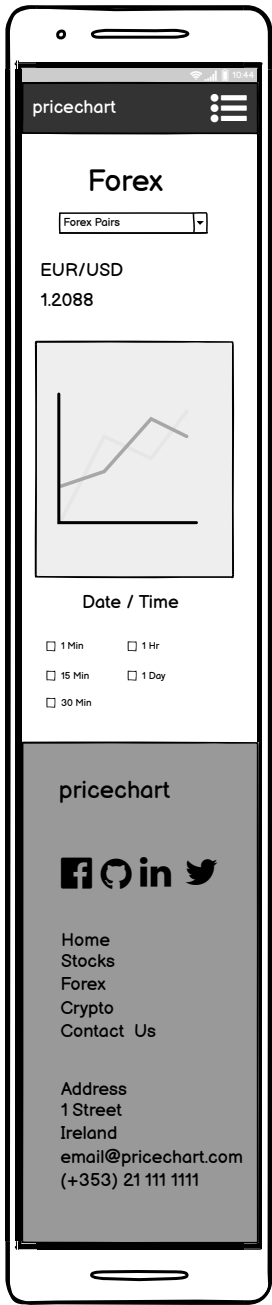 10:44
pricechart
Forex
Forex Pairs
EUR/USD
1.2088
Date / Time
1 Min
1 Hr
15 Min
1 Day
30 Min
pricechart
Home
Stocks
Forex
Crypto
Contact Us
Address
1 Street
Ireland
email@pricechart.com
(+353) 21 111 1111